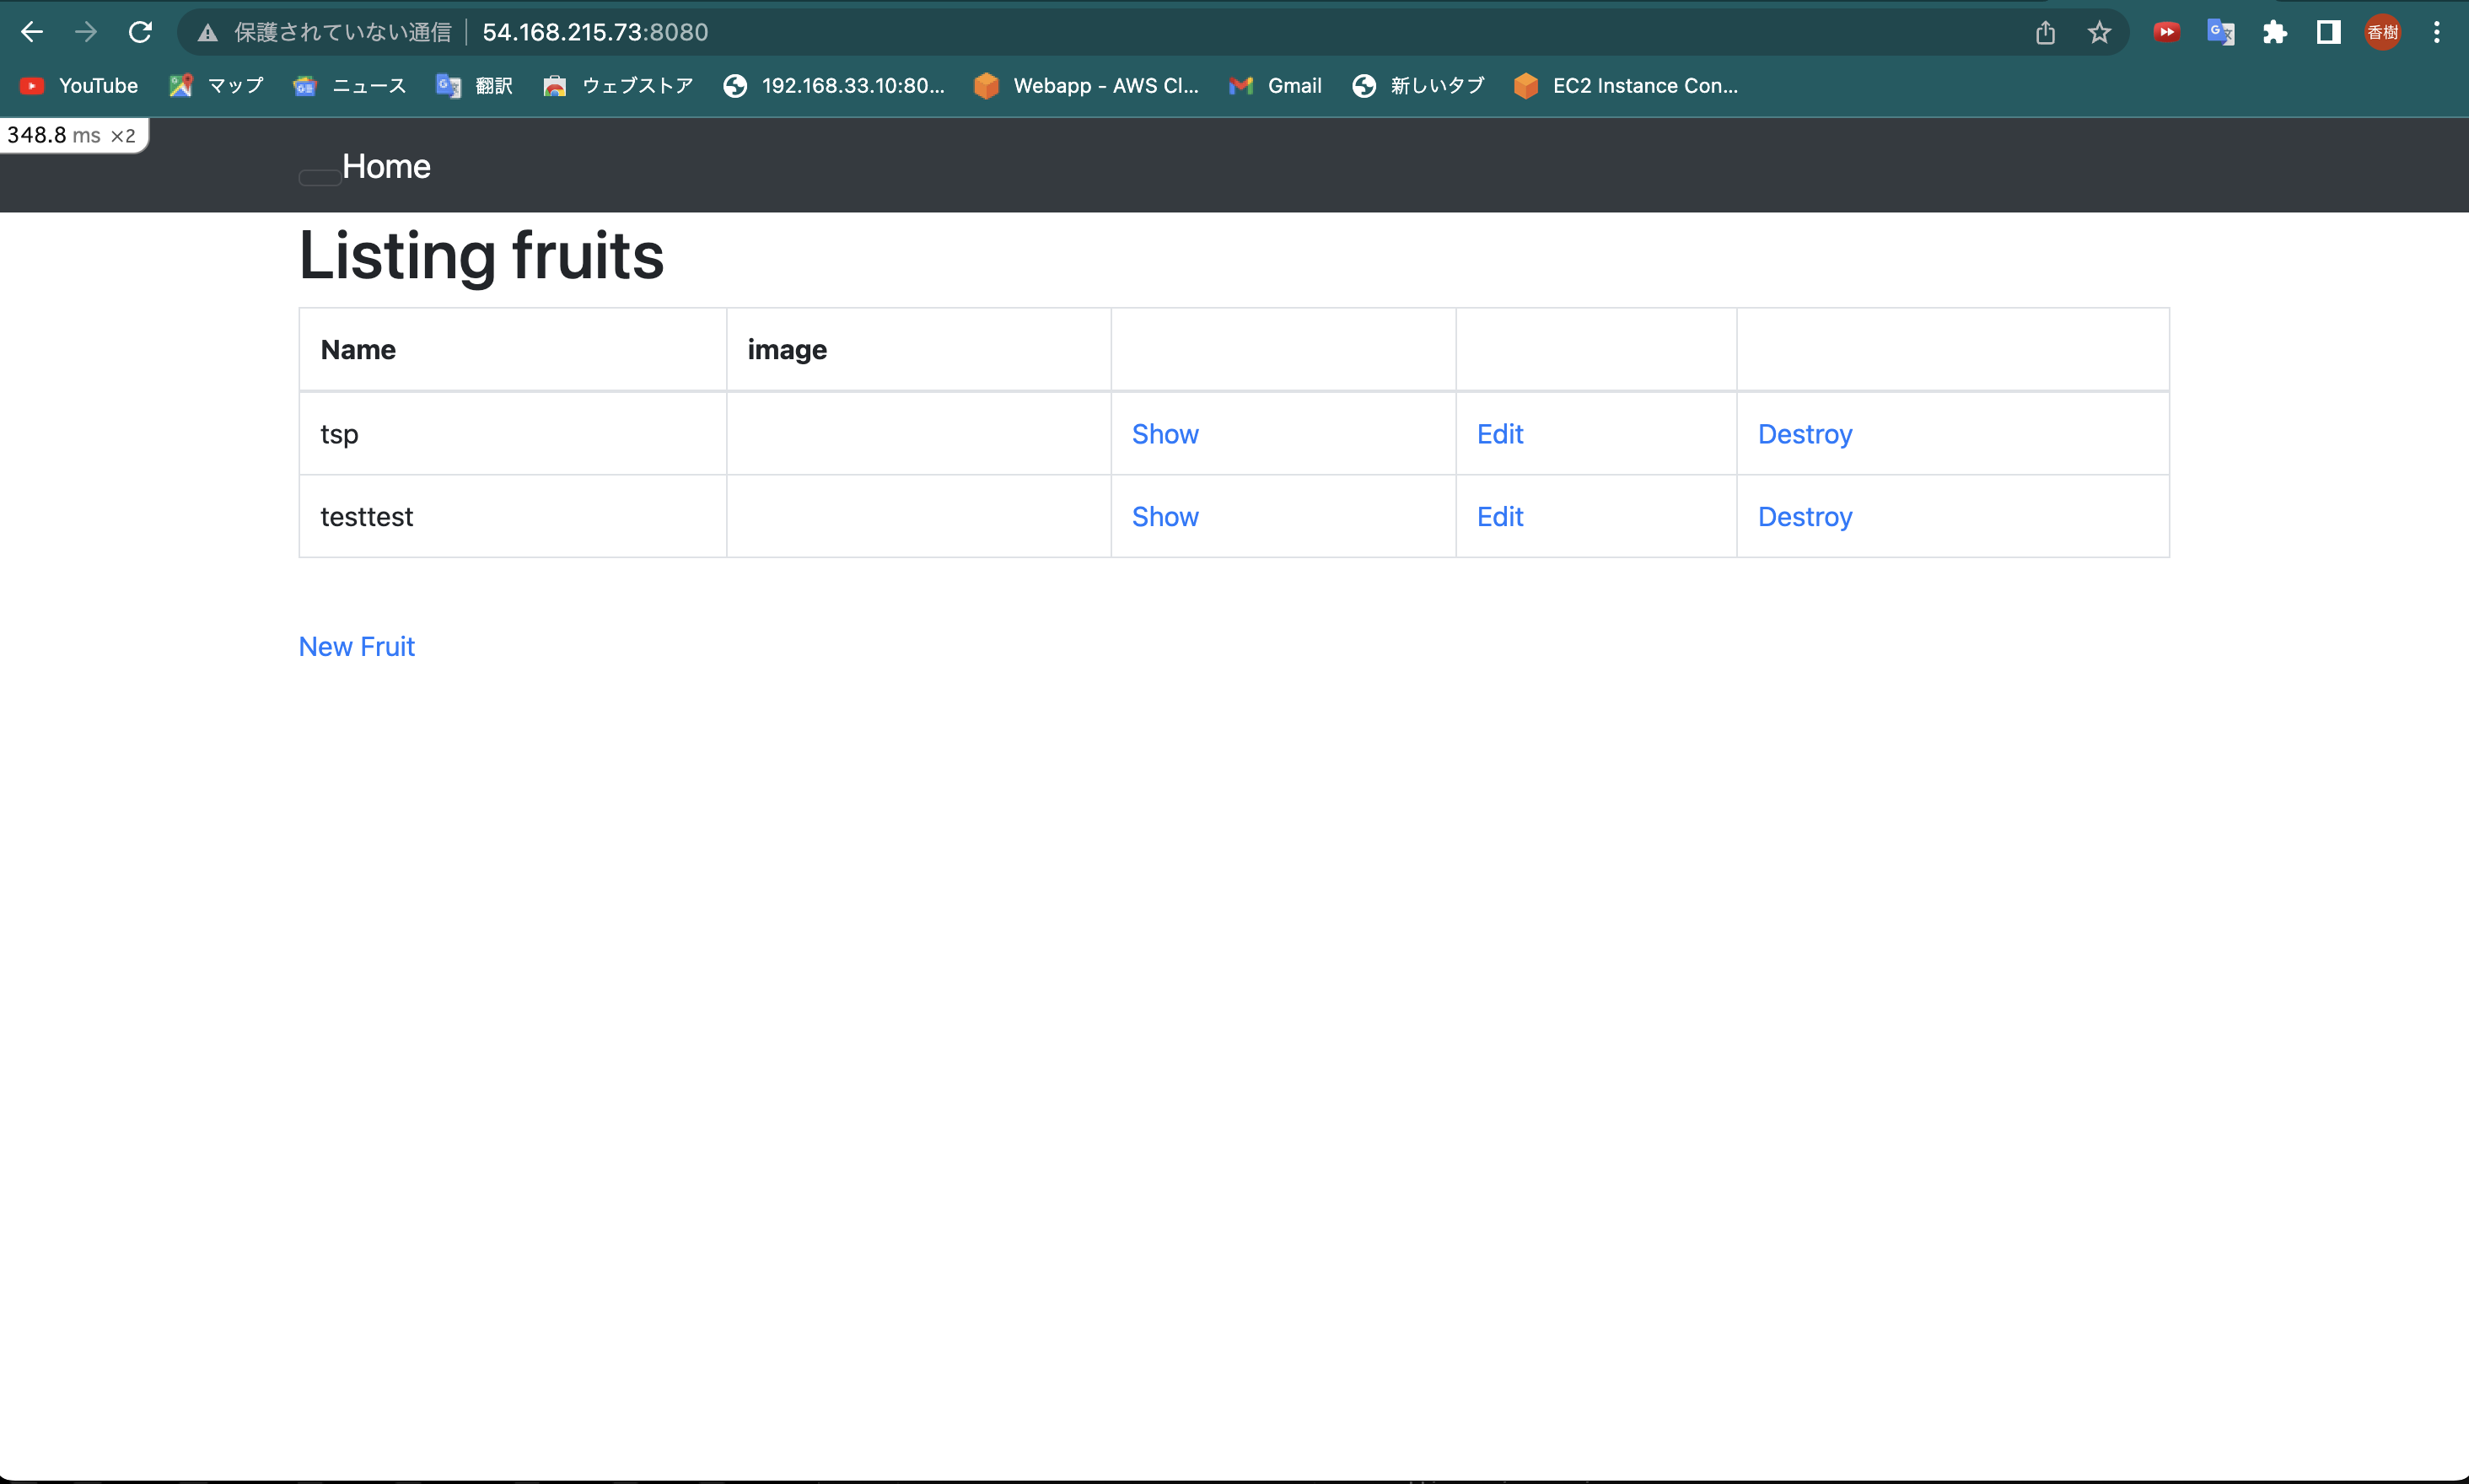 保護されていない通信 54.168.215.73:8080 香樹
YouTube マップ ニュース 翻訳 ウェブストア 192.168.33.10:80... Webapp - AWS Cl... Gmail 新しいタブ EC2 Instance Con...
348.8 ms ×2
Home
Listing fruits
Name image
tsp Show Edit Destroy
testtest Show Edit Destroy
New Fruit